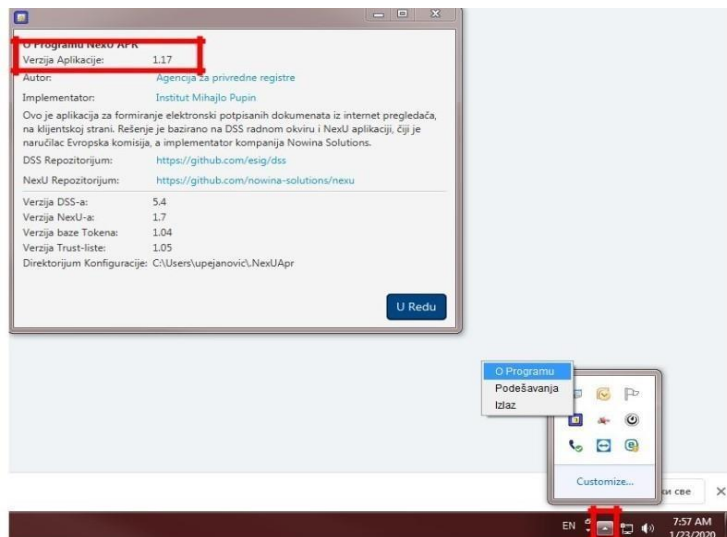 O Programu NexU APR
Verzija Aplikacije: 1.17
Autor: Agencija za privredne registre
Implementator: Institut Mihajlo Pupin
Ovo je aplikacija za formiranje elektronski potpisanih dokumenata iz internet pregledača,
na klijentskoj strani. Rešenje je bazirano na DSS radnom okviru i NexU aplikaciji, čiji je
naručilac Evropska komisija, a implementator kompanija Nowina Solutions.
DSS Repozitorijum: https://github.com/esig/dss
NexU Repozitorijum: https://github.com/nowina-solutions/nexu
Verzija DSS-a: 5.4
Verzija NexU-a: 1.7
Verzija baze Tokena: 1.04
Verzija Trust-liste: 1.05
Direktorijum Konfiguracije: C:\Users\upejanovic\.NexUApr
U Redu
O Programu
Podešavanja
Izlaz
Customize...
ки све
EN
7:57 AM
1/23/2020